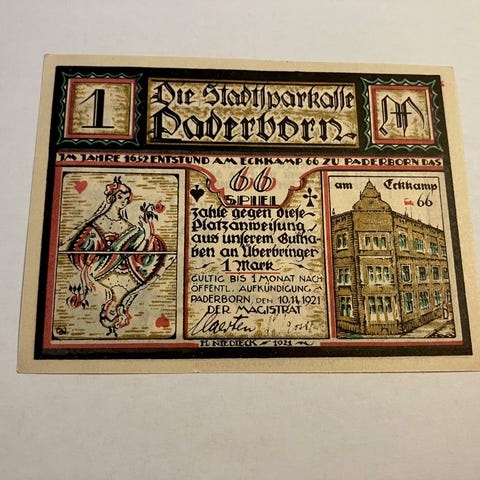 1
Die Stadtsparkasse
Paderborn
M
IM JAHRE 1652 ENTSTUND AM ECKKAMP 66 ZU PADERBORN DAS
66
SPIEL
zahle gegen diese
Platzanweisung
aus unserem Gutha-
ben an Überbringer
1 Mark
GÜLTIG BIS 1 MONAT NACH
ÖFFENTL. AUFKÜNDIGUNG
PADERBORN, DEN 10.11.1921
DER MAGISTRAT
am Eckkamp
66
H. NIEDIECK 1921